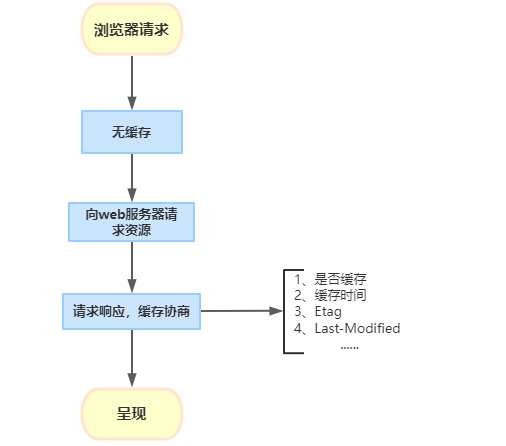 浏览器请求
无缓存
向web服务器请
求资源
请求响应，缓存协商
1、是否缓存
2、缓存时间
3、Etag
4、Last-Modified
......
呈现